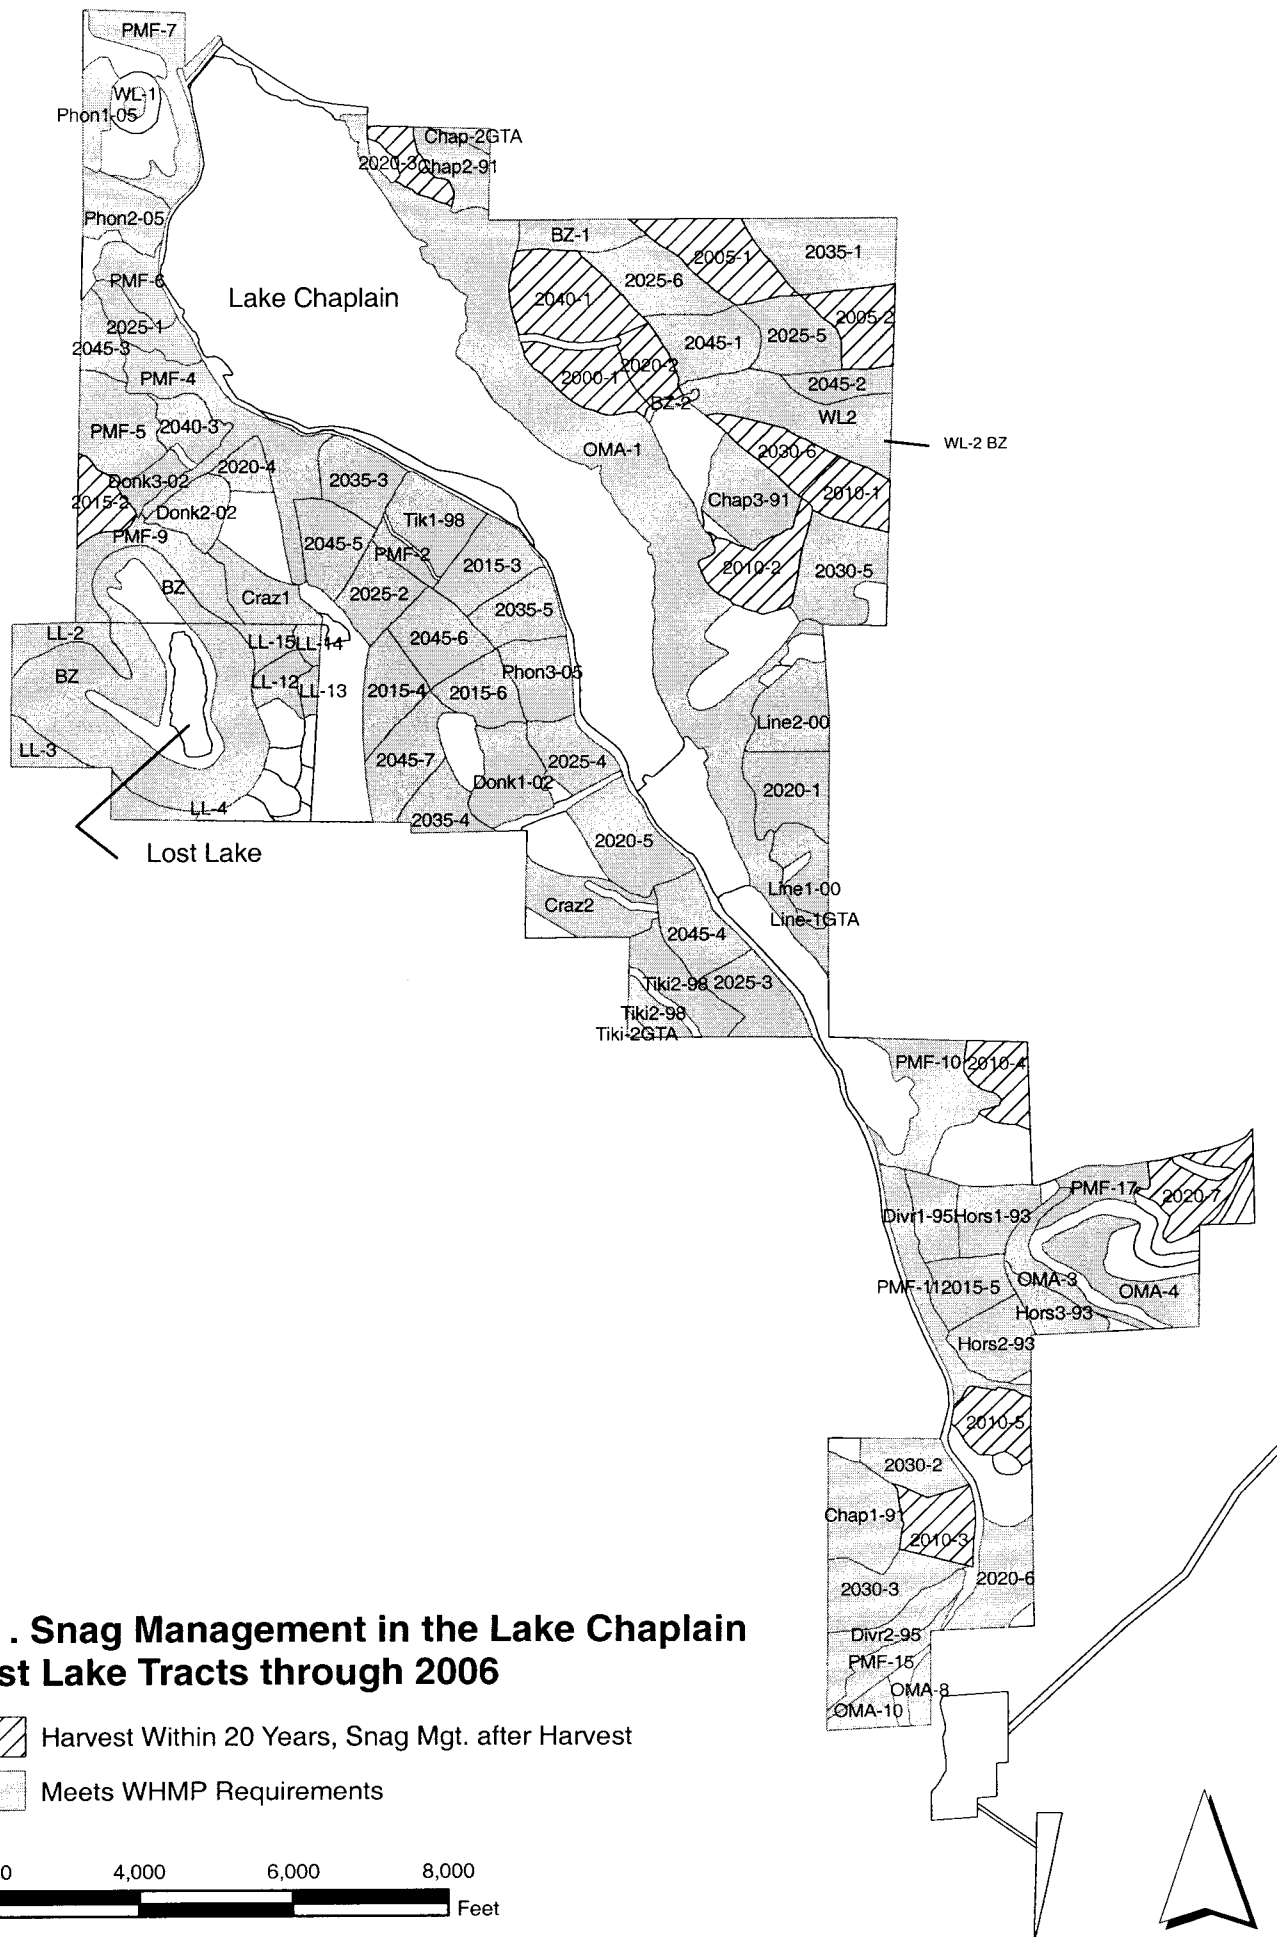 PMF-7
WL-1
Phon1-05
Chap-2GTA
2020-3
Chap2-91
Phon2-05
BZ-1
2005-1
2035-1
PMF-6
2025-6
Lake Chaplain
2040-1
2005-2
2025-1
2045-3
2045-1
2025-5
2020-2
2000-1
PMF-4
2045-2
BZ-2
WL2
PMF-5
2040-3
WL-2 BZ
OMA-1
2030-6
2020-4
Donk3-02
2035-3
2010-1
2015-2
Chap3-91
Donk2-02
Tik1-98
PMF-9
2045-5
PMF-2
2015-3
2010-2
2030-5
BZ
Craz1
2025-2
2035-5
LL-2
LL-15
LL-14
2045-6
BZ
Phon3-05
LL-12
LL-13
2015-4
2015-6
Line2-00
LL-3
2045-7
2025-4
Donk1-02
2020-1
LL-4
2035-4
2020-5
Lost Lake
Line1-00
Craz2
Line-1GTA
2045-4
Tiki2-98
2025-3
Tiki2-98
Tiki-2GTA
PMF-10
2010-4
PMF-17
2020-7
Divr1-95
Hors1-93
OMA-3
PMF-11
2015-5
OMA-4
Hors3-93
Hors2-93
2010-5
2030-2
Chap1-91
2010-3
2020-6
2030-3
Divr2-95
PMF-15
OMA-8
OMA-10
. Snag Management in the Lake Chaplain
st Lake Tracts through 2006
Harvest Within 20 Years, Snag Mgt. after Harvest
Meets WHMP Requirements
0 4,000 6,000 8,000
Feet